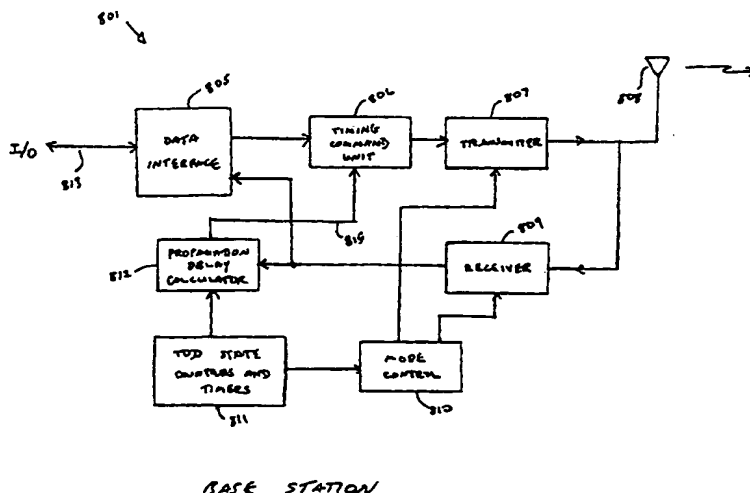 801
805
DATA
INTERFACE
I/O
813
806
TIMING
COMMAND
UNIT
807
TRANSMITTER
808
815
812
PROPAGATION
DELAY
CALCULATOR
809
RECEIVER
TDD STATE
COUNTERS AND
TIMERS
811
MODE
CONTROL
810
BASE STATION